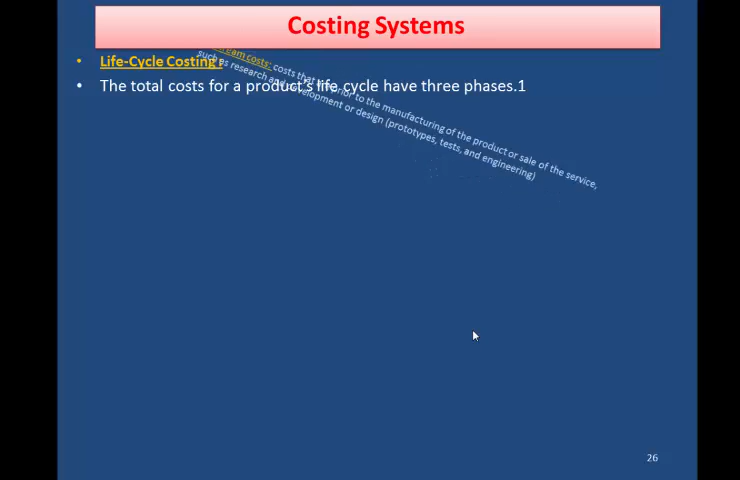 Costing Systems
• Life-Cycle Costing :
• The total costs for a product's life cycle have three phases.1
costs: costs that prior to the manufacturing of the product or sale of the service,
such as research and development or design (prototypes, tests, and engineering)
26